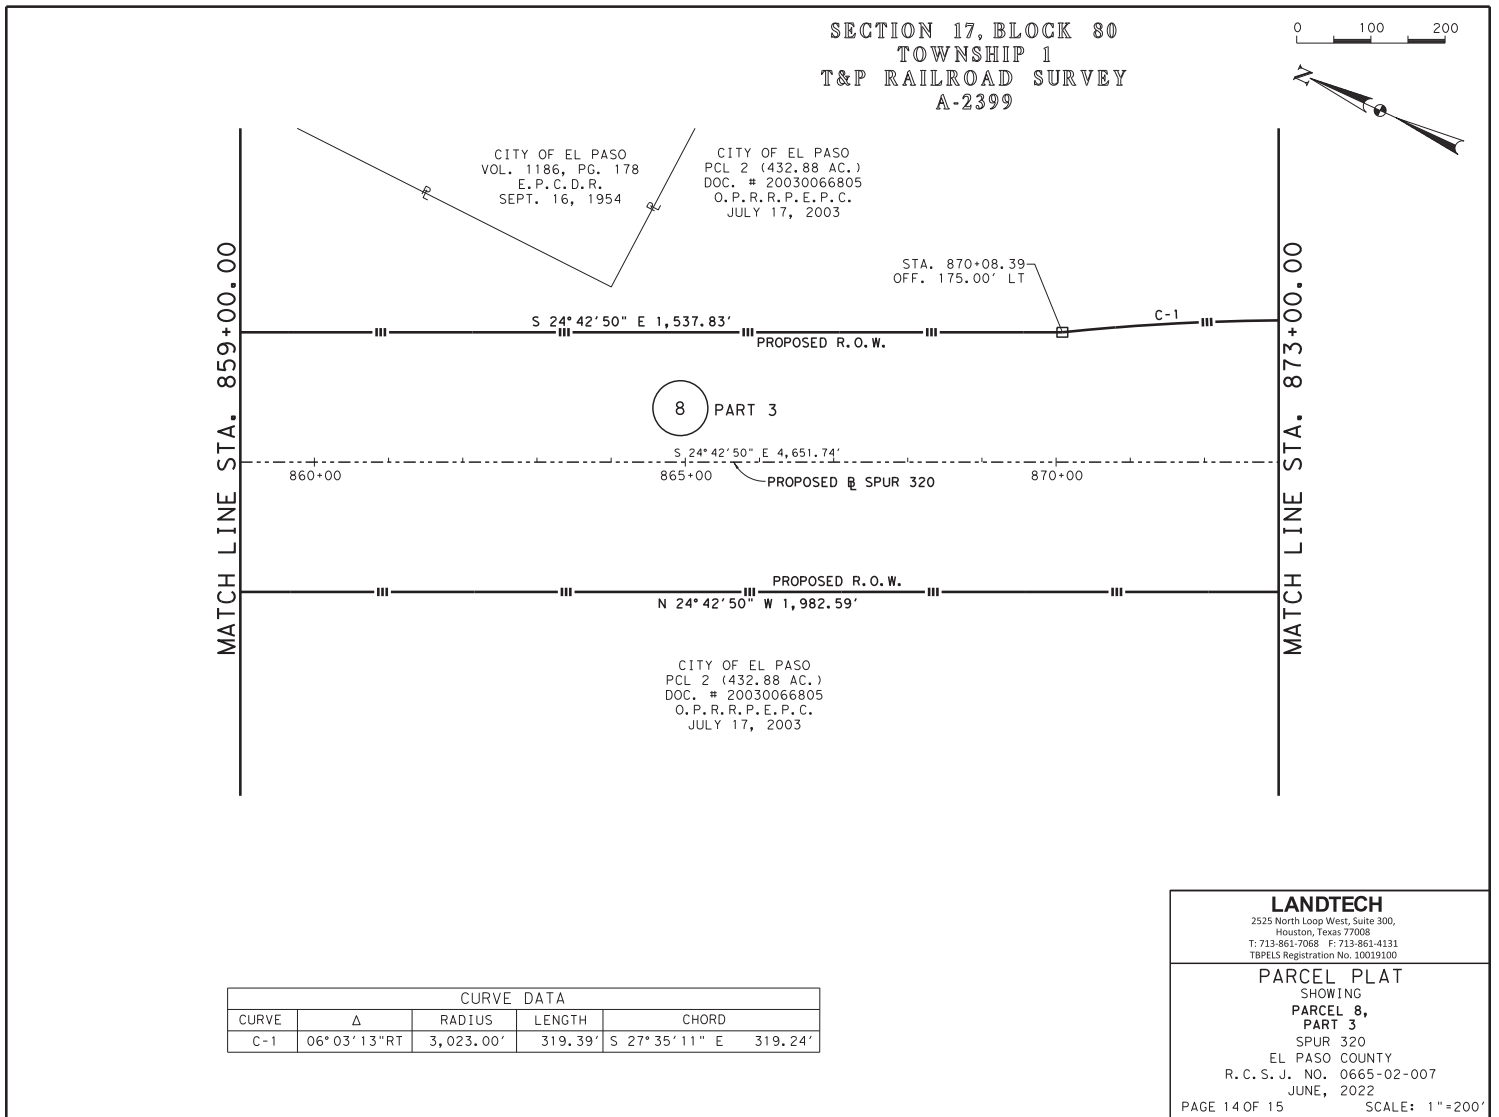 SECTION 17, BLOCK 80
TOWNSHIP 1
T&P RAILROAD SURVEY
A-2399
0 100 200
N
CITY OF EL PASO
VOL. 1186, PG. 178
E.P.C.D.R.
SEPT. 16, 1954
CITY OF EL PASO
PCL 2 (432.88 AC.)
DOC. # 20030066805
O.P.R.R.P.E.P.C.
JULY 17, 2003
PL
PL
MATCH LINE STA. 859+00.00
STA. 870+08.39
OFF. 175.00' LT
S 24°42'50" E 1,537.83'
PROPOSED R.O.W.
C-1
MATCH LINE STA. 873+00.00
8 PART 3
S 24°42'50" E 4,651.74'
860+00 865+00 870+00
PROPOSED BL SPUR 320
PROPOSED R.O.W.
N 24°42'50" W 1,982.59'
CITY OF EL PASO
PCL 2 (432.88 AC.)
DOC. # 20030066805
O.P.R.R.P.E.P.C.
JULY 17, 2003
CURVE DATA
CURVE Δ RADIUS LENGTH CHORD
C-1 06°03'13"RT 3,023.00' 319.39' S 27°35'11" E 319.24'
LANDTECH
2525 North Loop West, Suite 300,
Houston, Texas 77008
T: 713-861-7068 F: 713-861-4131
TBPELS Registration No. 10019100
PARCEL PLAT
SHOWING
PARCEL 8,
PART 3
SPUR 320
EL PASO COUNTY
R.C.S.J. NO. 0665-02-007
JUNE, 2022
PAGE 14 OF 15 SCALE: 1"=200'